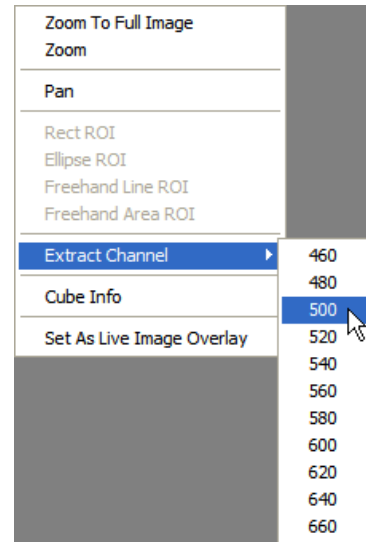 Zoom To Full Image
Zoom
Pan
Rect ROI
Ellipse ROI
Freehand Line ROI
Freehand Area ROI
Extract Channel
Cube Info
Set As Live Image Overlay
460
480
500
520
540
560
580
600
620
640
660